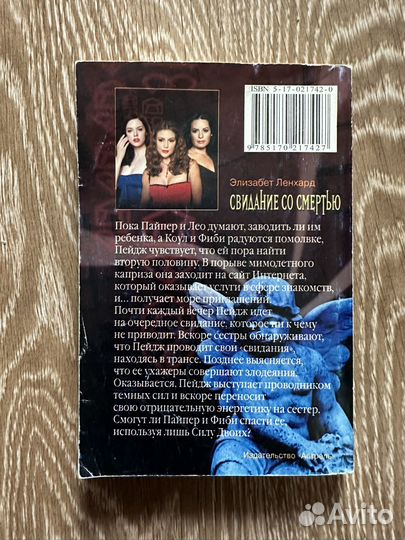 ISBN 5-17-021742-0
9785170217427
Элизабет Ленхард
СВИДАНИЕ СО СМЕРТЬЮ
Пока Пайпер и Лео думают, заводить ли им
ребенка, а Коул и Фиби радуются помолвке,
Пейдж чувствует, что ей пора найти
вторую половину. В порыве мимолетного
каприза она заходит на сайт Интернета,
который оказывает услуги в сфере знакомств,
и... получает море приглашений.
Почти каждый вечер Пейдж идет
на очередное свидание, которое ни к чему
не приводит. Вскоре сестры обнаруживают,
что Пейдж проводит свои «свидания»,
находясь в трансе. Позднее выясняется,
что ее ухажеры совершают злодеяния.
Оказывается, Пейдж выступает проводником
темных сил и вскоре переносит
свою отрицательную энергетику на сестер.
Смогут ли Пайпер и Фиби спасти ее,
используя лишь Силу Двоих?
Издательство Астрель
Avito